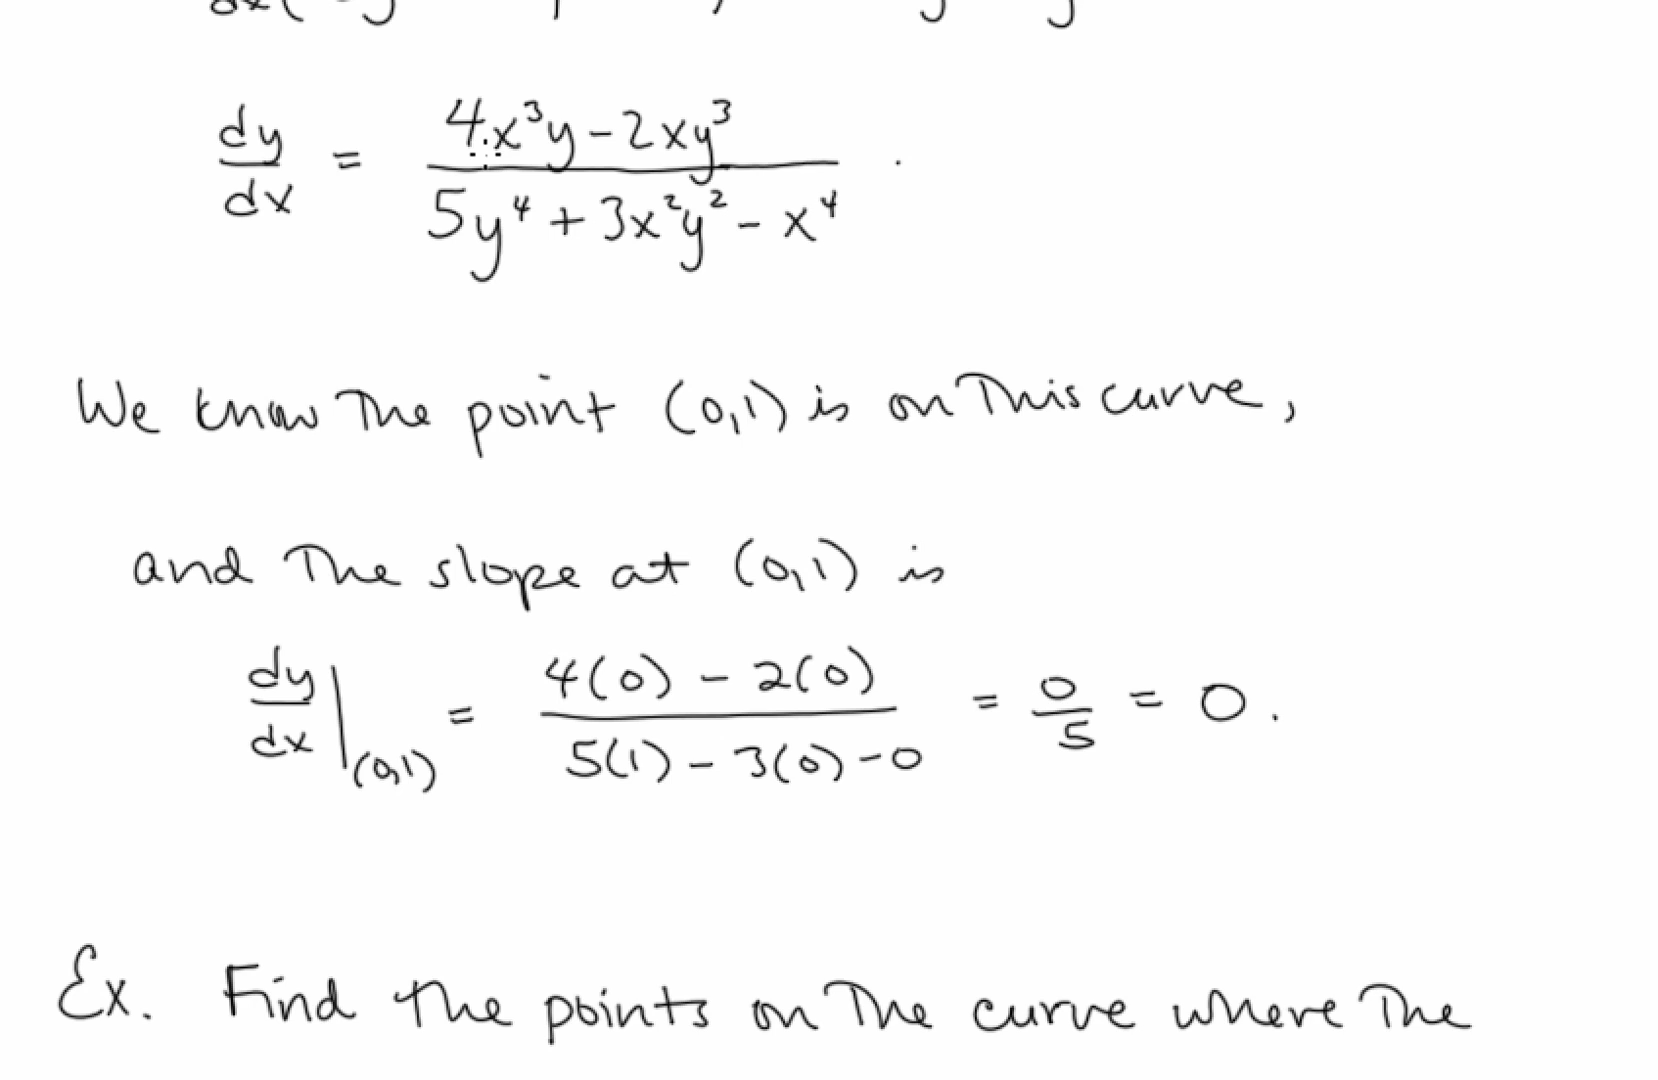 dy/dx = (4x³y - 2xy³)/(5y⁴ + 3x²y² - x⁴) .
We know the point (0,1) is on this curve,
and the slope at (0,1) is
dy/dx|(0,1) = (4(0) - 2(0))/(5(1) - 3(0) - 0) = 0/5 = 0.
Ex. Find the points on the curve where the